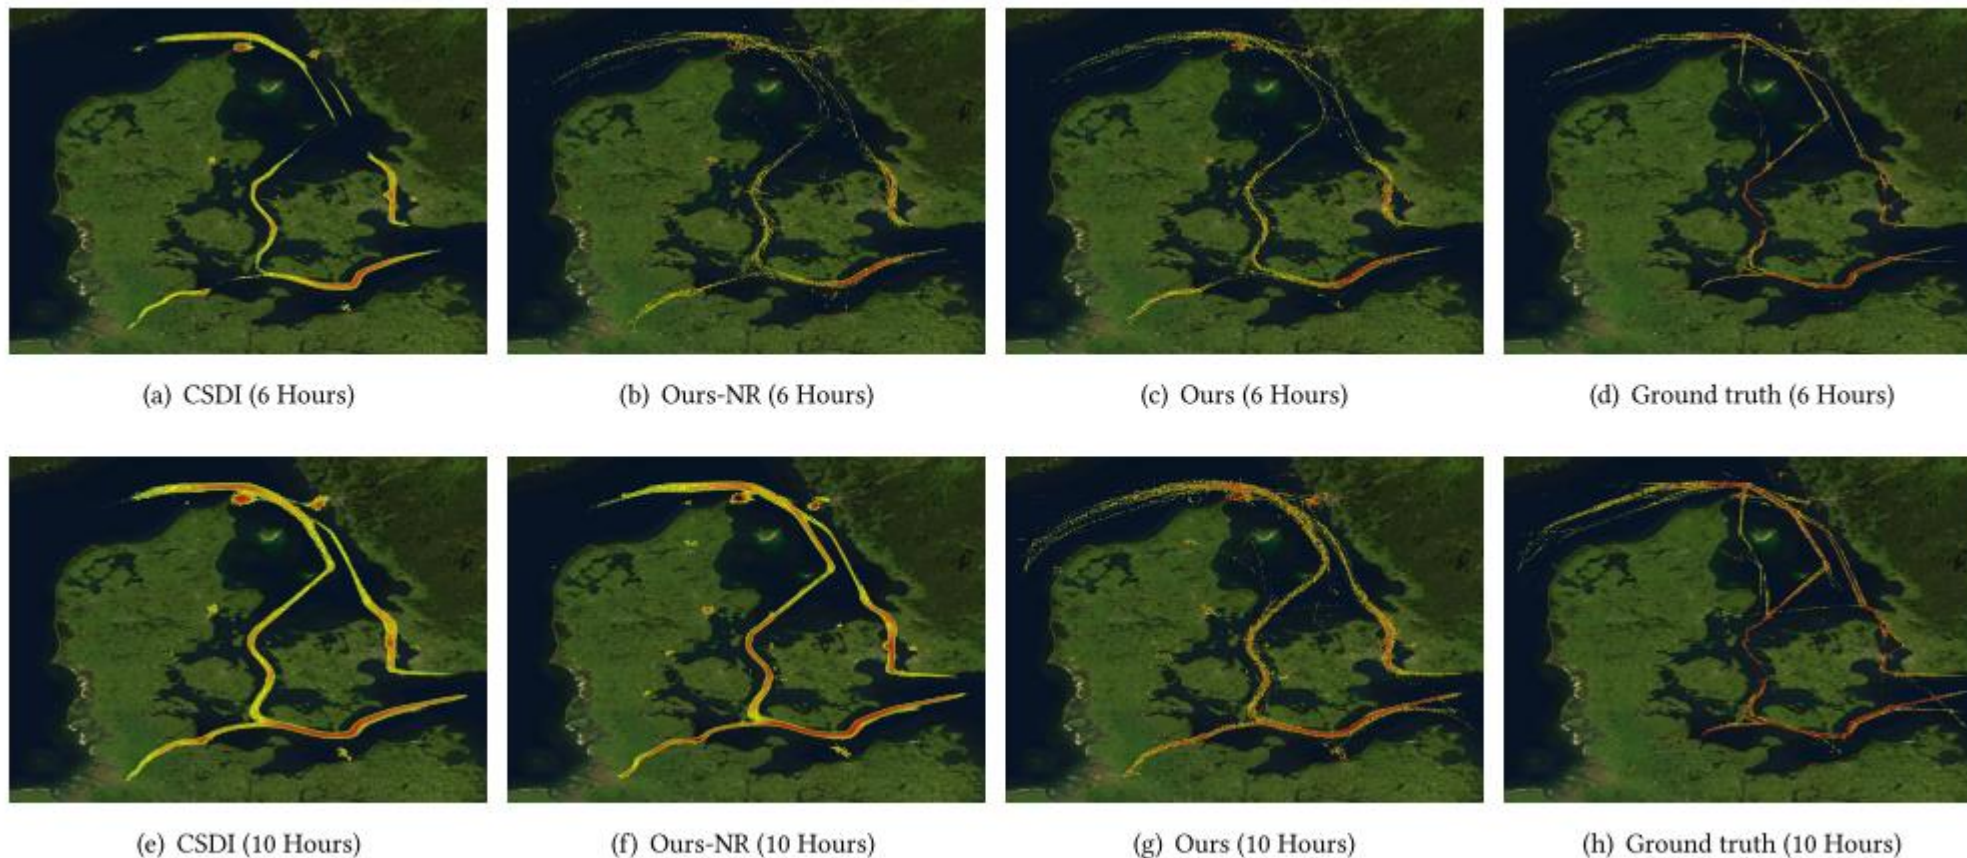 (a) CSDI (6 Hours)
(b) Ours-NR (6 Hours)
(c) Ours (6 Hours)
(d) Ground truth (6 Hours)
(e) CSDI (10 Hours)
(f) Ours-NR (10 Hours)
(g) Ours (10 Hours)
(h) Ground truth (10 Hours)